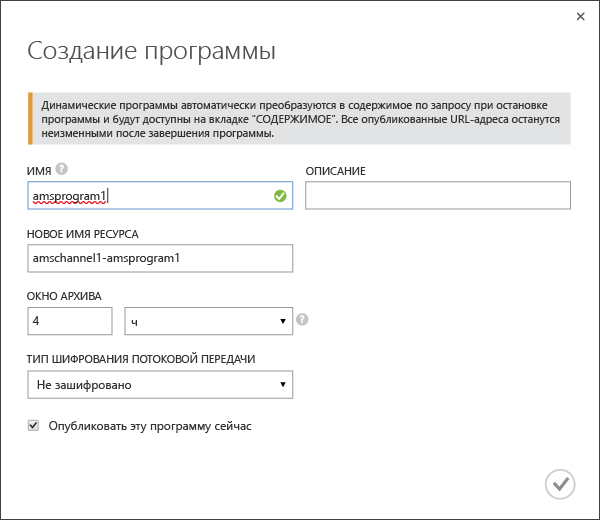 Создание программы
Динамические программы автоматически преобразуются в содержимое по запросу при остановке
программы и будут доступны на вкладке "СОДЕРЖИМОЕ". Все опубликованные URL-адреса останутся
неизменными после завершения программы.
ИМЯ ?
ОПИСАНИЕ
amsprogram1
НОВОЕ ИМЯ РЕСУРСА
amschannel1-amsprogram1
ОКНО АРХИВА
4 ч ?
ТИП ШИФРОВАНИЯ ПОТОКОВОЙ ПЕРЕДАЧИ
Не зашифровано
Опубликовать эту программу сейчас